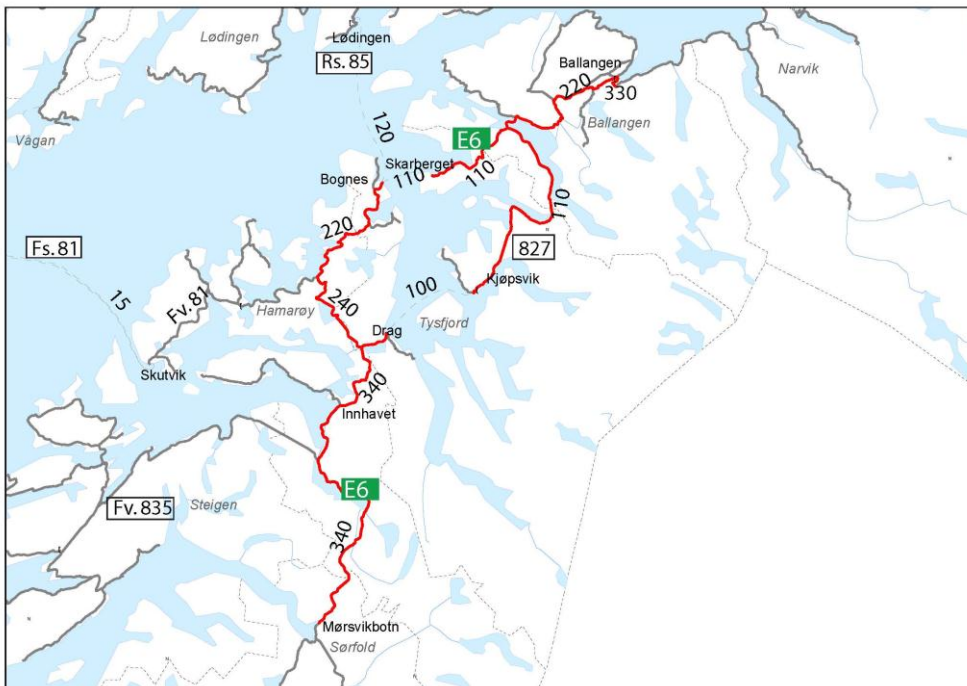 Lødingen
Lødingen
Rs. 85
Ballangen
220
330
Narvik
Ballangen
Vågan
120
E6
Skarberget
110
110
Bognes
110
220
827
Fs. 81
Kjøpsvik
100
15
Fv. 81
240
Hamarøy
Tysfjord
Drag
Skutvik
340
Innhavet
E6
Fv. 835
Steigen
340
Mørsvikbotn
Sørfold